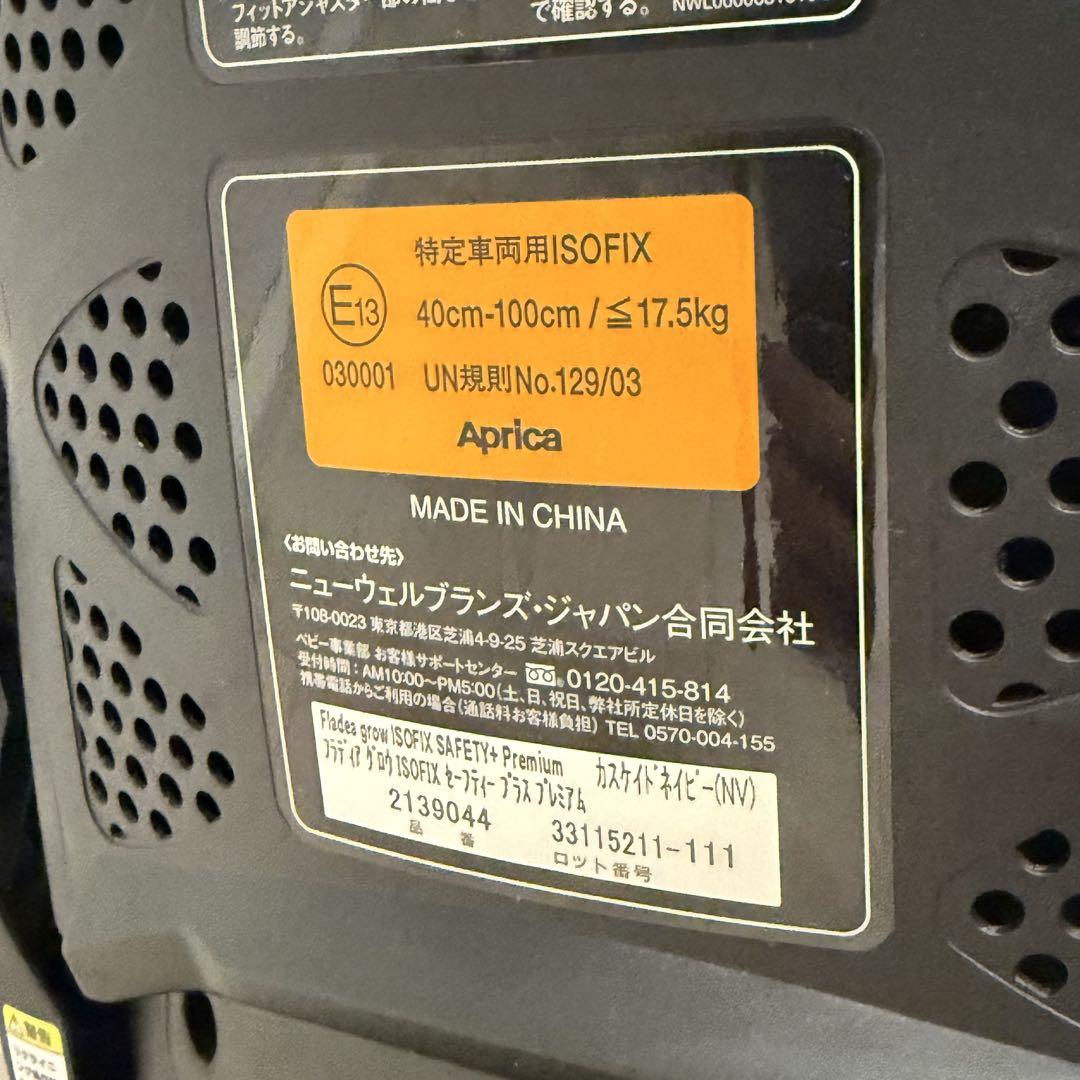 フィットアジャスター部の
調節する。
で確認する。
特定車両用ISOFIX
E13
40cm-100cm / ≦17.5kg
030001 UN規則No.129/03
Aprica
MADE IN CHINA
〈お問い合わせ先〉
ニューウェルブランズ・ジャパン合同会社
〒108-0023 東京都港区芝浦4-9-25 芝浦スクエアビル
ベビー事業部 お客様サポートセンター 0120-415-814
受付時間：AM10:00〜PM5:00(土、日、祝日、弊社所定休日を除く)
携帯電話からご利用の場合(通話料お客様負担) TEL 0570-004-155
Fladea grow ISOFIX SAFETY+ Premium カスケイドネイビー(NV)
フラディア グロウ ISOFIX セーフティー プラス プレミアム
2139044 33115211-111
品番 ロット番号
警告
リクライニ